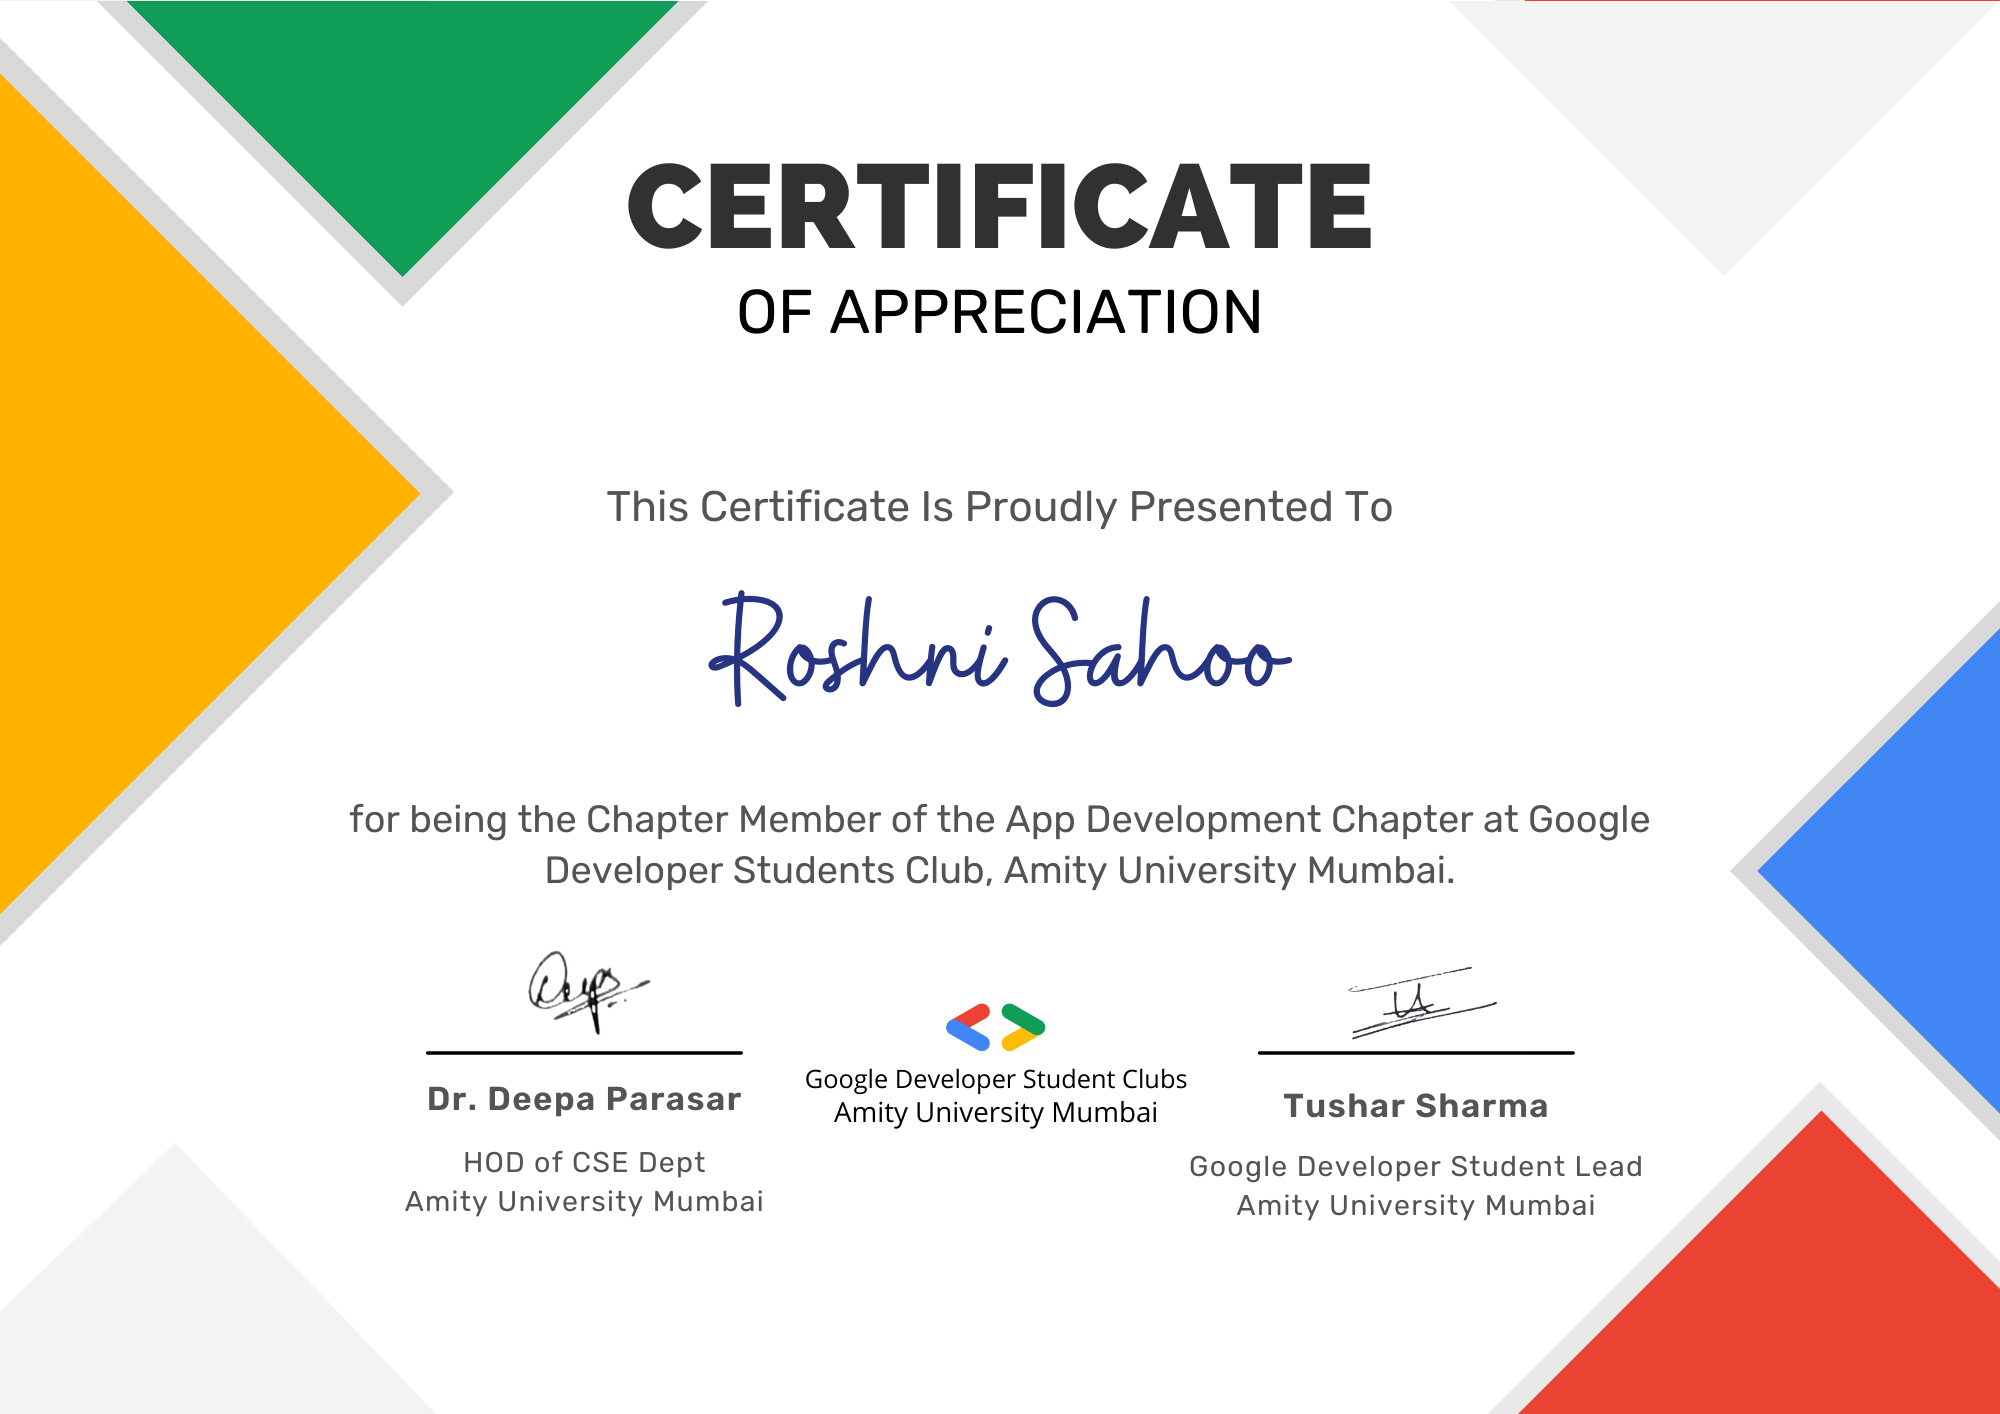 CERTIFICATE
OF APPRECIATION
This Certificate Is Proudly Presented To
Roshni Sahoo
for being the Chapter Member of the App Development Chapter at Google
Developer Students Club, Amity University Mumbai.
Dr. Deepa Parasar
HOD of CSE Dept
Amity University Mumbai
Google Developer Student Clubs
Amity University Mumbai
Tushar Sharma
Google Developer Student Lead
Amity University Mumbai